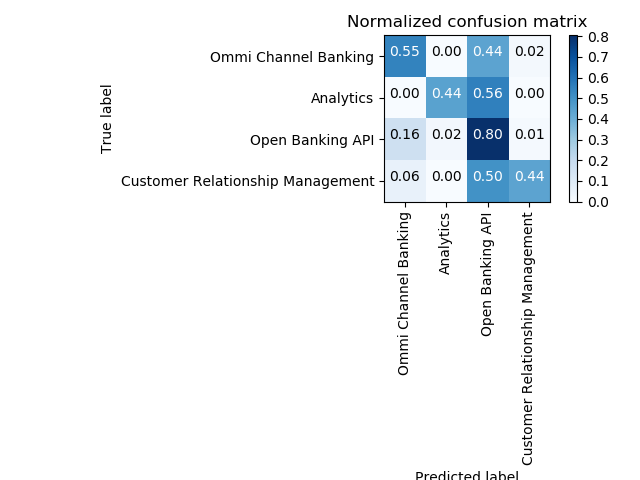 Normalized confusion matrix
True label
Ommi Channel Banking
Analytics
Open Banking API
Customer Relationship Management
0.55 0.00 0.44 0.02
0.00 0.44 0.56 0.00
0.16 0.02 0.80 0.01
0.06 0.00 0.50 0.44
0.8
0.7
0.6
0.5
0.4
0.3
0.2
0.1
0.0
Ommi Channel Banking
Analytics
Open Banking API
Customer Relationship Management
Predicted label